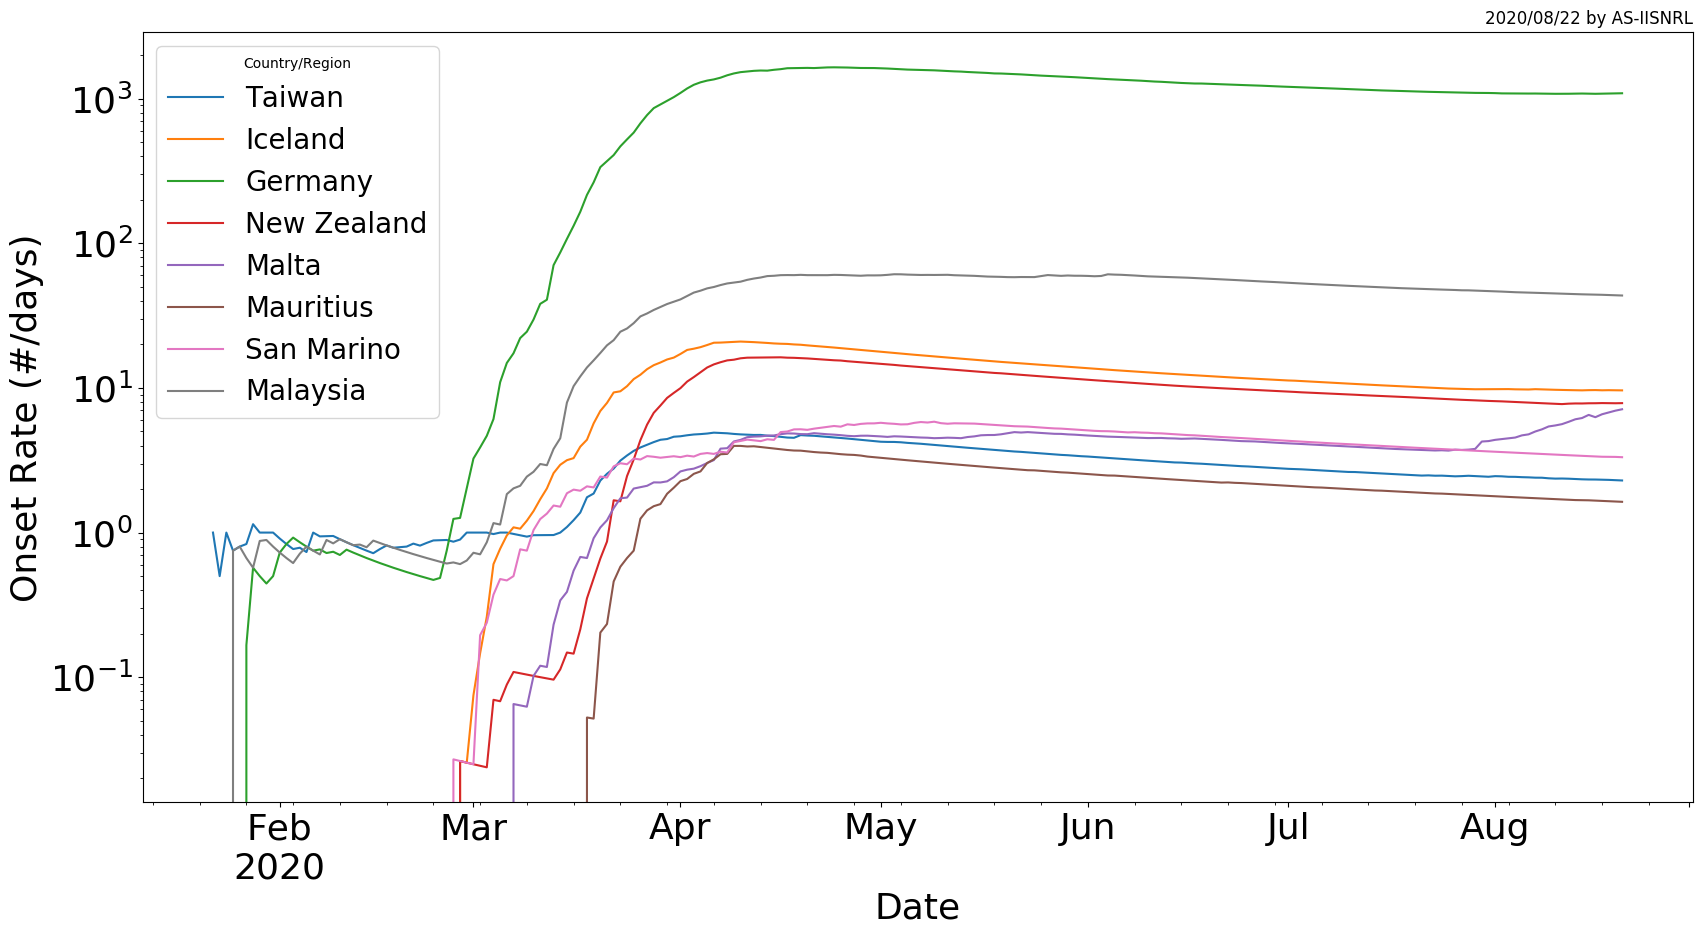 2020/08/22 by AS-IISNRL
Country/Region
Taiwan
Iceland
Germany
New Zealand
Malta
Mauritius
San Marino
Malaysia
Onset Rate (#/days)
10³
10²
10¹
10⁰
10⁻¹
Feb Mar Apr May Jun Jul Aug
2020
Date